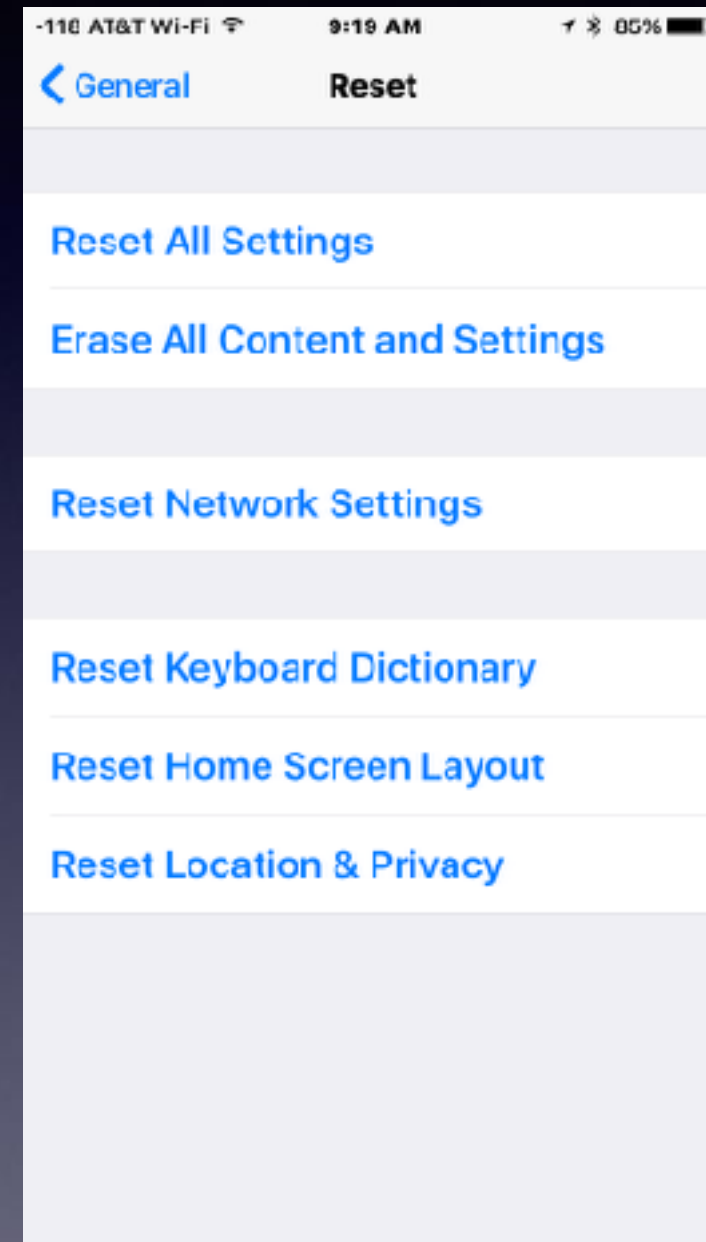 -116 AT&T Wi-Fi 9:19 AM 85%
General Reset
Reset All Settings
Erase All Content and Settings
Reset Network Settings
Reset Keyboard Dictionary
Reset Home Screen Layout
Reset Location & Privacy